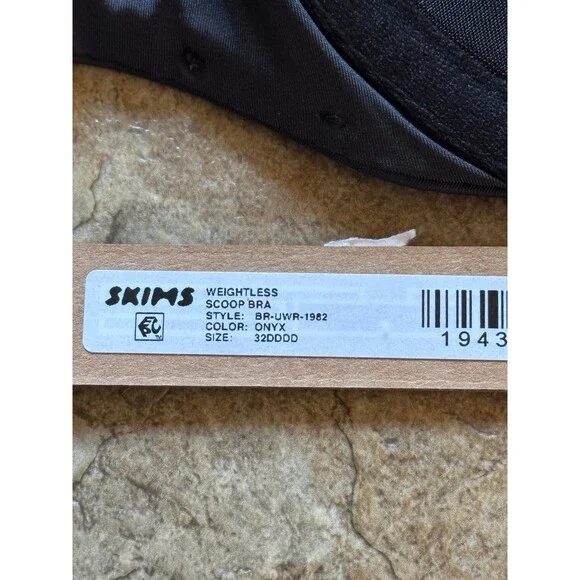 SKIMS
WEIGHTLESS
SCOOP BRA
STYLE: BR-UWR-1982
COLOR: ONYX
SIZE: 32DDDD
1943